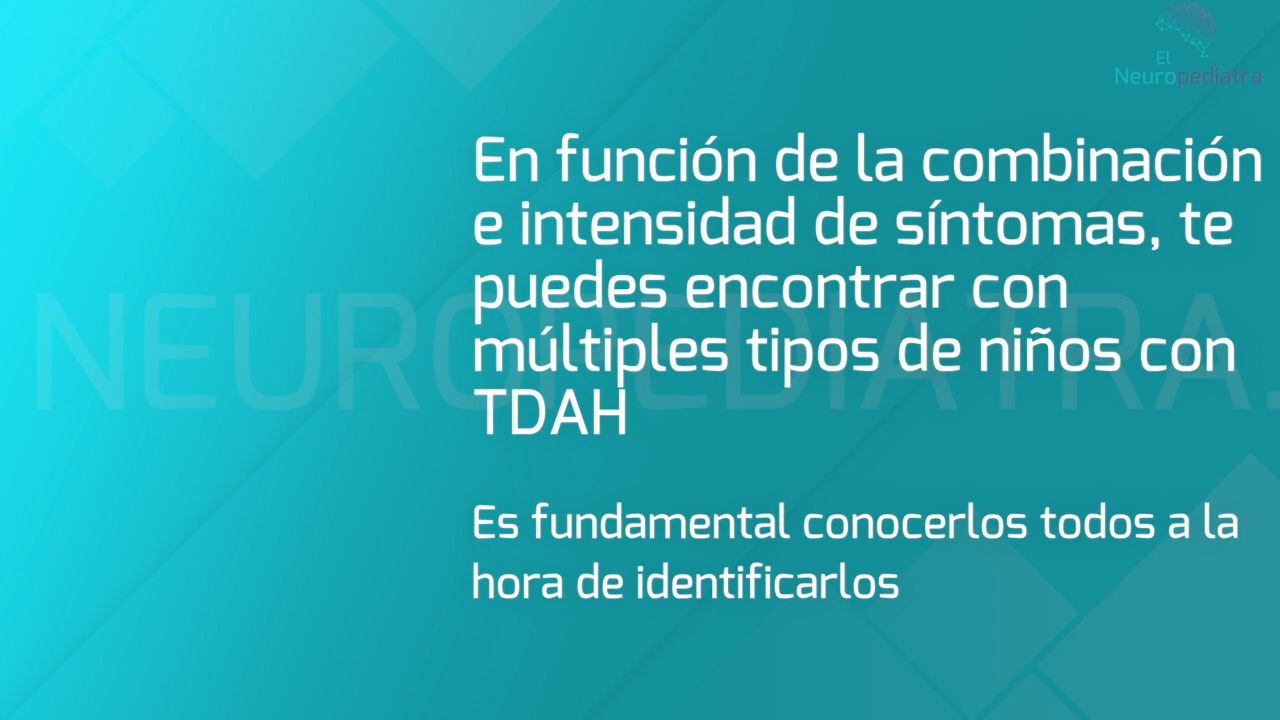 El
Neuropediatra
En función de la combinación
e intensidad de síntomas, te
puedes encontrar con
múltiples tipos de niños con
TDAH
NEUROPEDIATRA.
Es fundamental conocerlos todos a la
hora de identificarlos